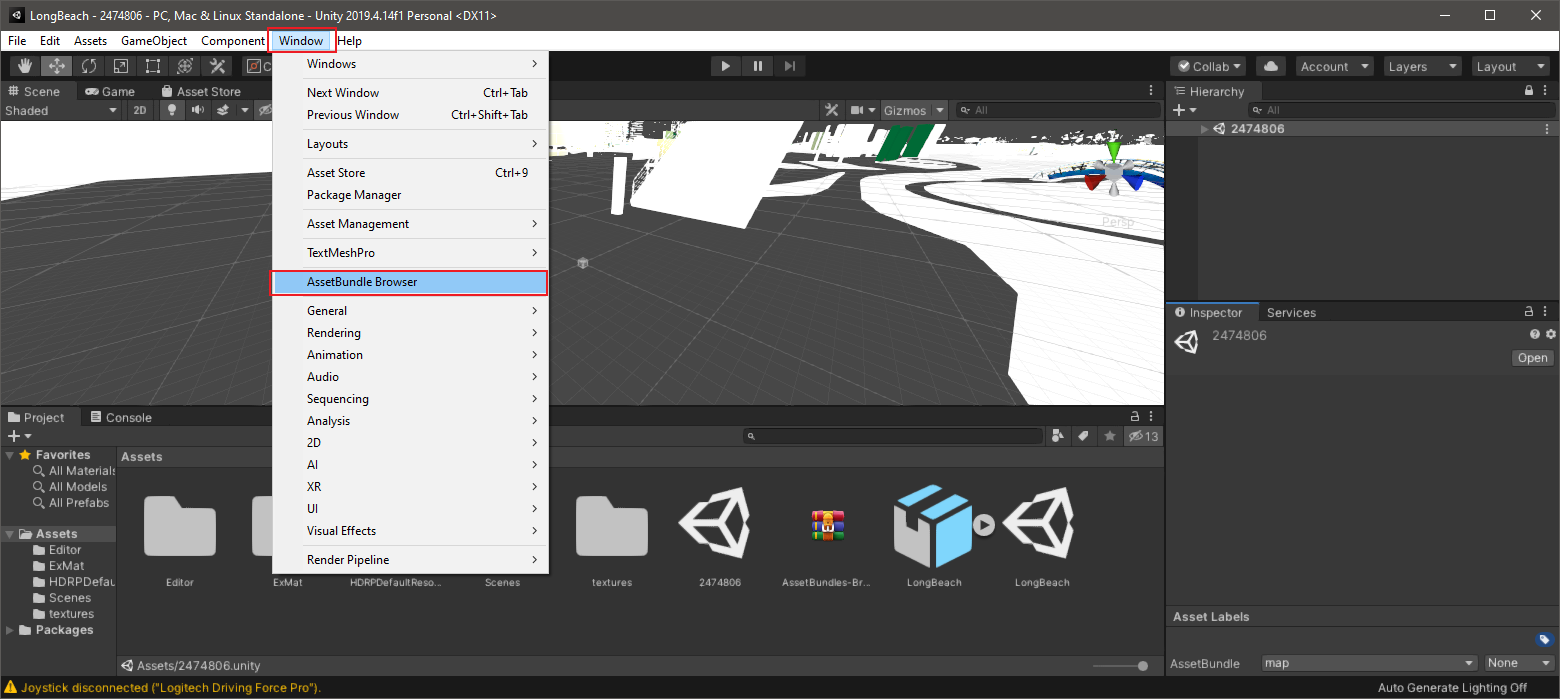 LongBeach - 2474806 - PC, Mac & Linux Standalone - Unity 2019.4.14f1 Personal <DX11>
File Edit Assets GameObject Component Window Help
Collab Account Layers Layout
Scene Game Asset Store
Shaded 2D Gizmos All
Persp
Windows
Next Window Ctrl+Tab
Previous Window Ctrl+Shift+Tab
Layouts
Asset Store Ctrl+9
Package Manager
Asset Management
TextMeshPro
AssetBundle Browser
General
Rendering
Animation
Audio
Sequencing
Analysis
2D
AI
XR
UI
Visual Effects
Render Pipeline
Hierarchy
All
2474806
Inspector Services
2474806
Open
Project Console
13
Favorites
All Materials
All Models
All Prefabs
Assets
Editor
ExMat
HDRPDefau
Scenes
textures
Packages
Assets
Editor ExMat HDRPDefaultReso... Scenes textures 2474806 AssetBundles-Br... LongBeach LongBeach
Assets/2474806.unity
Asset Labels
AssetBundle map None
Joystick disconnected ("Logitech Driving Force Pro").
Auto Generate Lighting Off